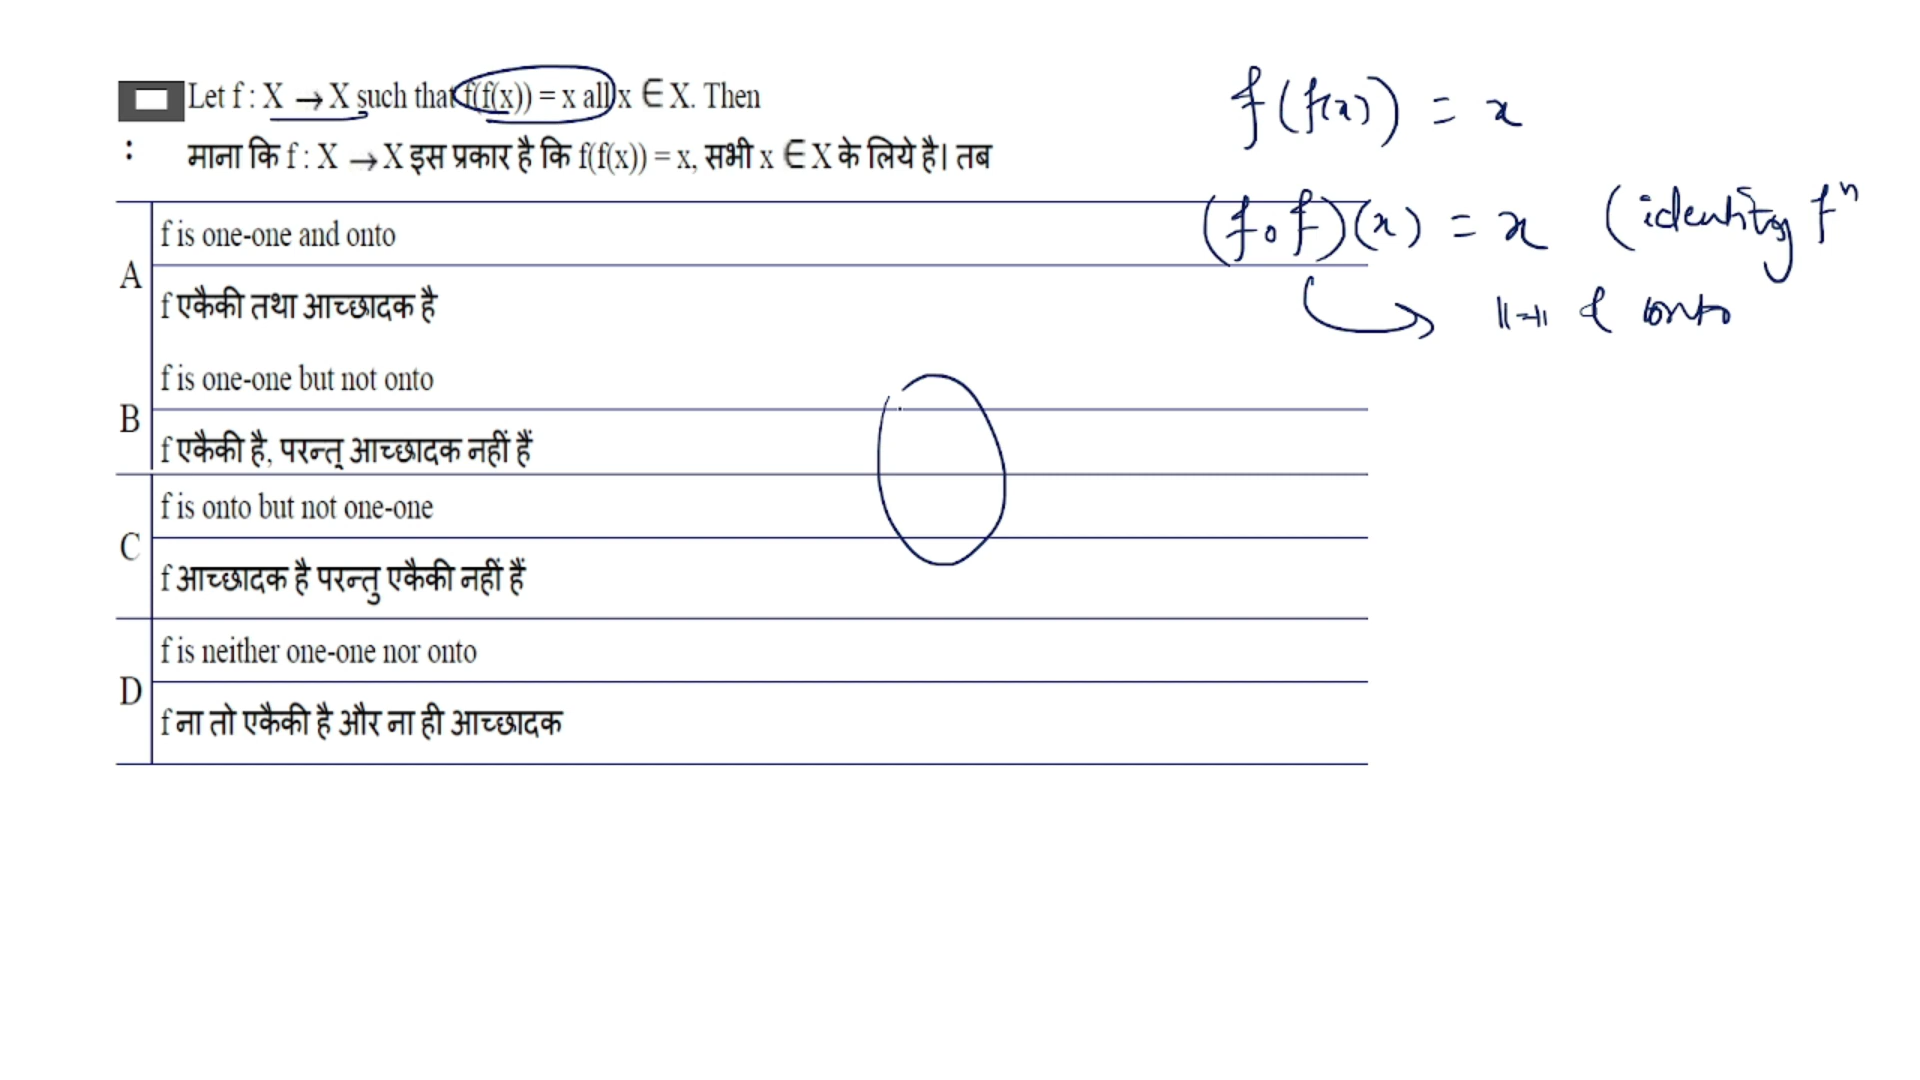 Let f : X → X such that f(f(x)) = x all x ∈ X. Then
: माना कि f : X → X इस प्रकार है कि f(f(x)) = x, सभी x ∈ X के लिये है। तब
A
f is one-one and onto
f एकैकी तथा आच्छादक है
B
f is one-one but not onto
f एकैकी है, परन्तु आच्छादक नहीं हैं
C
f is onto but not one-one
f आच्छादक है परन्तु एकैकी नहीं हैं
D
f is neither one-one nor onto
f ना तो एकैकी है और ना ही आच्छादक
f(f(x)) = x
(f∘f)(x) = x (identity fⁿ
& onto